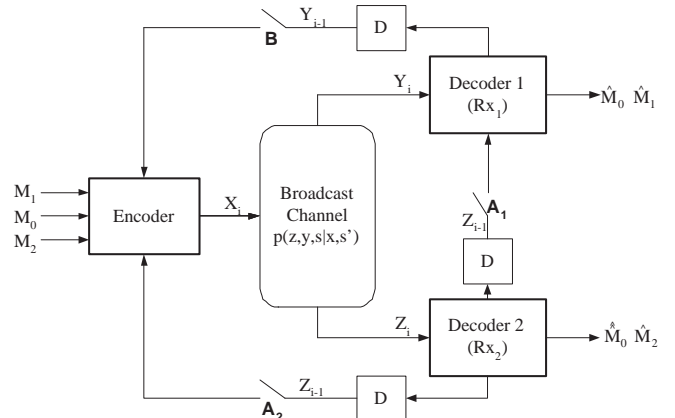 B
Y_{i-1}
D
Y_i
Decoder 1
(Rx_1)
M̂_0 M̂_1
M_1
M_0
M_2
Encoder
X_i
Broadcast
Channel
p(z,y,s|x,s’)
A_1
Z_{i-1}
D
Z_i
Decoder 2
(Rx_2)
M̂̂_0 M̂_2
A_2
Z_{i-1}
D